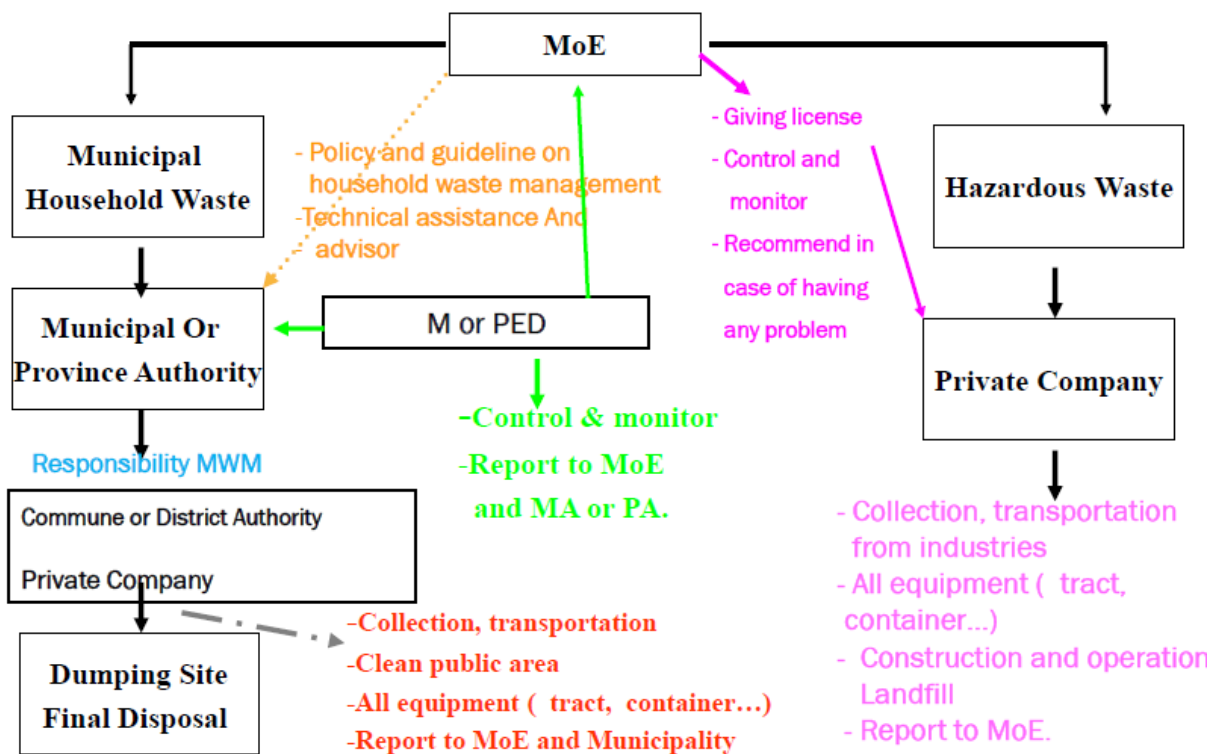 MoE
Municipal
Household Waste
- Policy and guideline on
household waste management
-Technical assistance And
- advisor
- Giving license
- Control and
monitor
- Recommend in
case of having
any problem
Hazardous Waste
Municipal Or
Province Authority
M or PED
Private Company
-Control & monitor
-Report to MoE
and MA or PA.
Responsibility MWM
Commune or District Authority
Private Company
Dumping Site
Final Disposal
-Collection, transportation
-Clean public area
-All equipment ( tract, container...)
-Report to MoE and Municipality
- Collection, transportation
from industries
- All equipment ( tract,
container...)
- Construction and operation
Landfill
- Report to MoE.